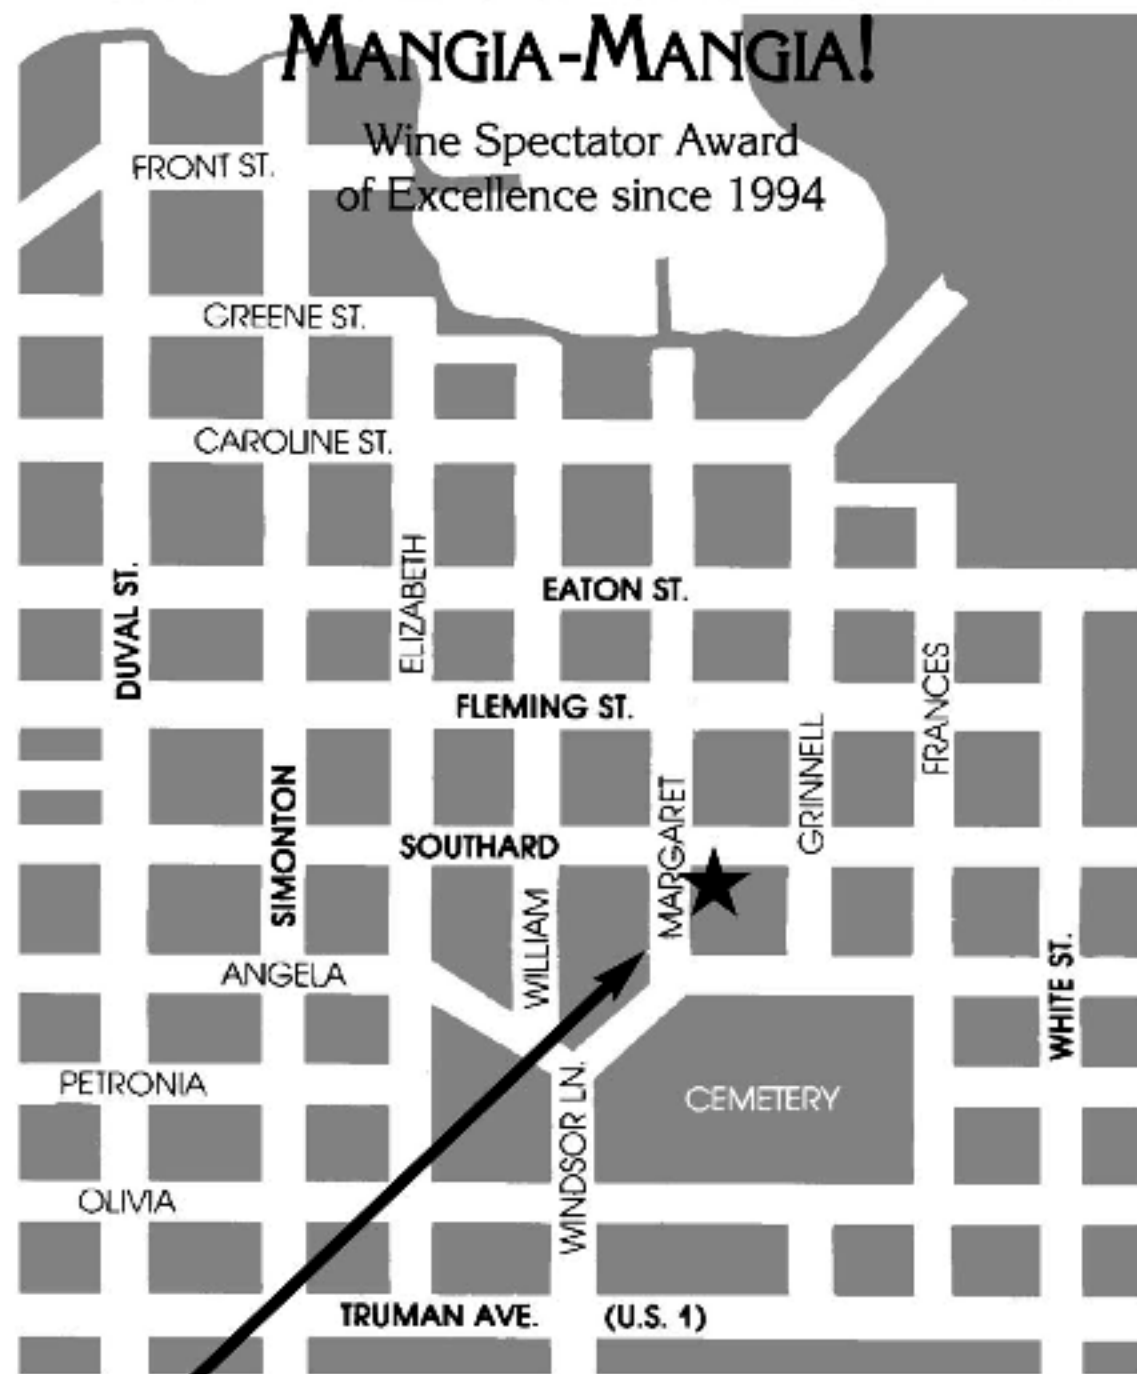 MANGIA-MANGIA!
Wine Spectator Award
of Excellence since 1994
FRONT ST.
GREENE ST.
CAROLINE ST.
ELIZABETH
EATON ST.
DUVAL ST.
FLEMING ST.
FRANCES
GRINNELL
SIMONTON
MARGARET
SOUTHARD
WILLIAM
ANGELA
WHITE ST.
PETRONIA
CEMETERY
WINDSOR LN.
OLIVIA
TRUMAN AVE. (U.S. 1)